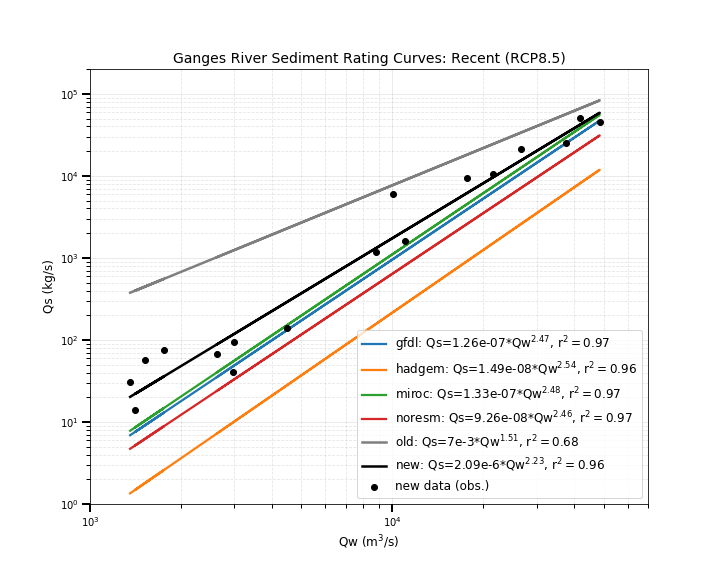 Ganges River Sediment Rating Curves: Recent (RCP8.5)
Qs (kg/s)
10⁵
10⁴
10³
10²
10¹
10⁰
gfdl: Qs=1.26e-07*Qw^2.47, r²=0.97
hadgem: Qs=1.49e-08*Qw^2.54, r²=0.96
miroc: Qs=1.33e-07*Qw^2.48, r²=0.97
noresm: Qs=9.26e-08*Qw^2.46, r²=0.97
old: Qs=7e-3*Qw^1.51, r²=0.68
new: Qs=2.09e-6*Qw^2.23, r²=0.96
new data (obs.)
10³ 10⁴
Qw (m³/s)